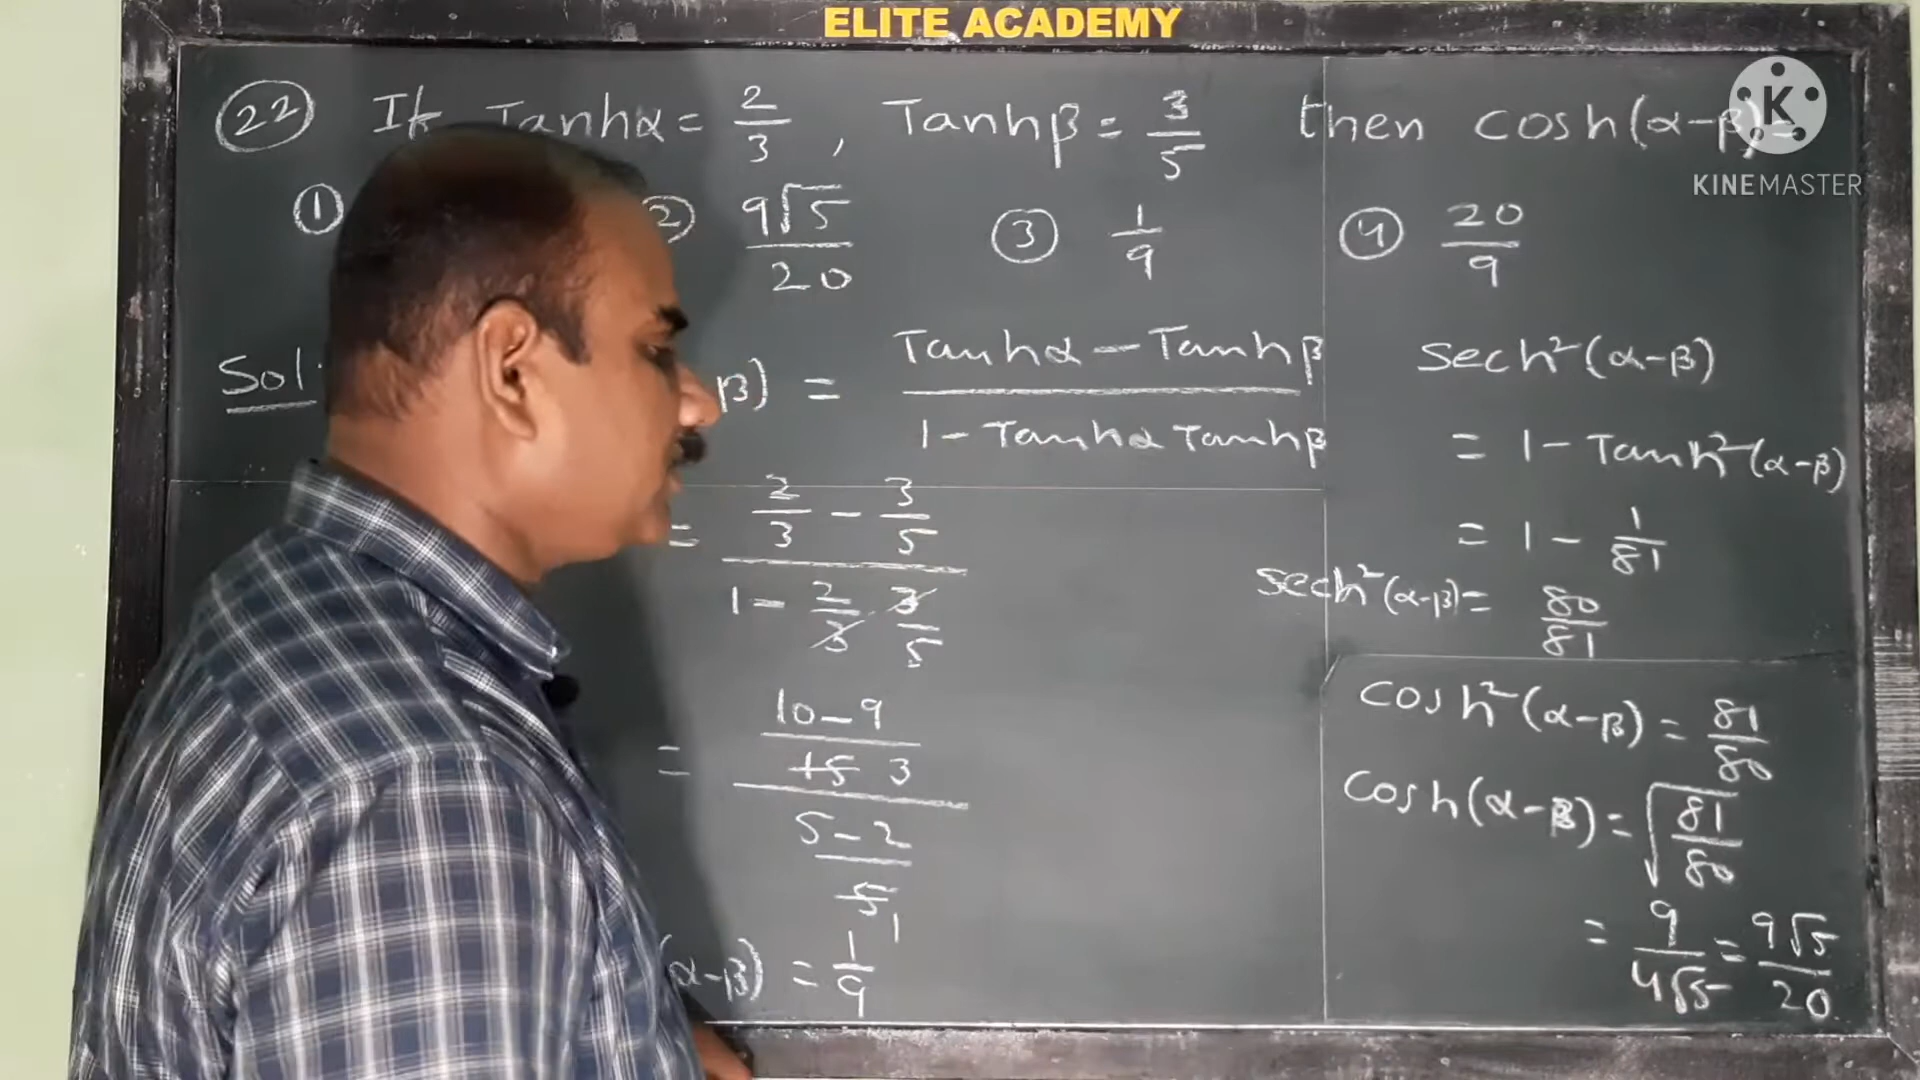 ELITE ACADEMY
KINEMASTER
(22) If Tanhα = 2/3 , Tanhβ = 3/5 then cosh(α-β)=
(1) (2) 9√5/20 (3) 1/9 (4) 20/9
Sol: β) = Tanhα - Tanhβ / 1 - Tanhα Tanhβ
= 2/3 - 3/5 / 1 - 2/3 3/5
= 10-9 / 15 3 / 5-2 / 5 1
(α-β) = 1/9
sech²(α-β)
= 1 - Tanh²(α-β)
= 1 - 1/81
sech²(α-β) = 80/81
cosh²(α-β) = 81/80
cosh(α-β) = √81/80
= 9/4√5 = 9√5/20